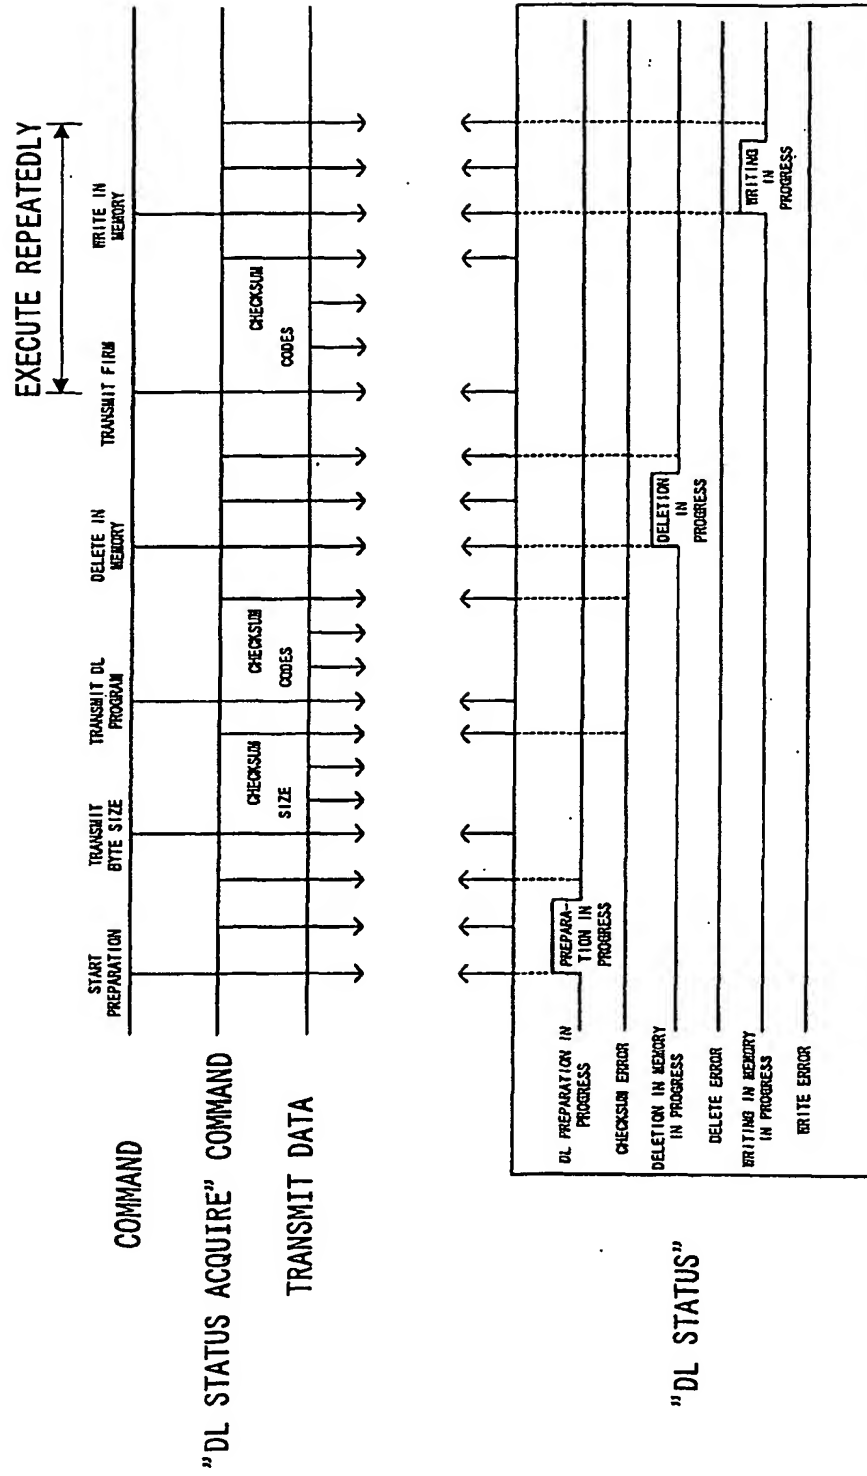 EXECUTE REPEATEDLY
START
PREPARATION
TRANSMIT
BYTE SIZE
TRANSMIT DL
PROGRAM
DELETE IN
MEMORY
TRANSMIT FIRM
WRITE IN
MEMORY
COMMAND
"DL STATUS ACQUIRE" COMMAND
CHECKSUM
CHECKSUM
CHECKSUM
SIZE
CODES
CODES
TRANSMIT DATA
"DL STATUS"
DL PREPARATION IN
PROGRESS
PREPARA-
TION IN
PROGRESS
CHECKSUM ERROR
DELETION IN MEMORY
IN PROGRESS
DELETION
IN
PROGRESS
DELETE ERROR
WRITING IN MEMORY
IN PROGRESS
WRITING
IN
PROGRESS
WRITE ERROR